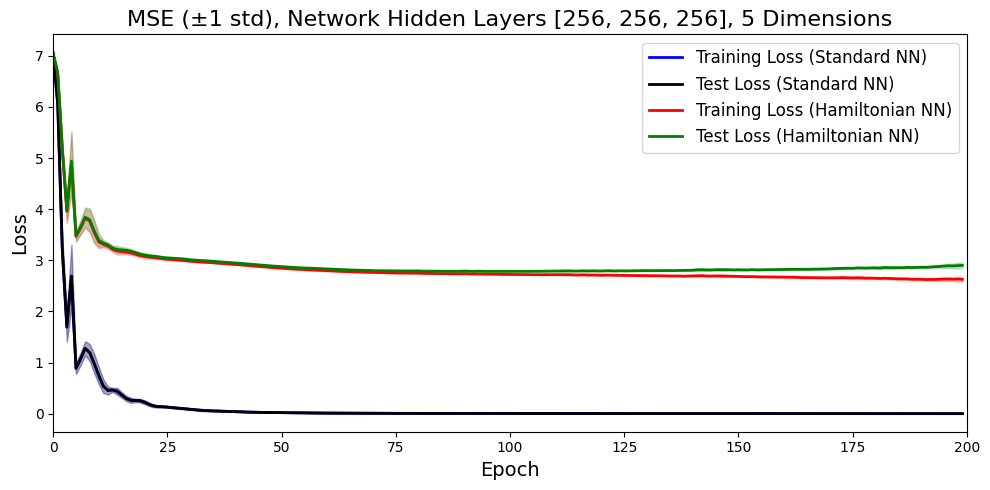 MSE (±1 std), Network Hidden Layers [256, 256, 256], 5 Dimensions
Training Loss (Standard NN)
Test Loss (Standard NN)
Training Loss (Hamiltonian NN)
Test Loss (Hamiltonian NN)
Loss
7
6
5
4
3
2
1
0
0 25 50 75 100 125 150 175 200
Epoch